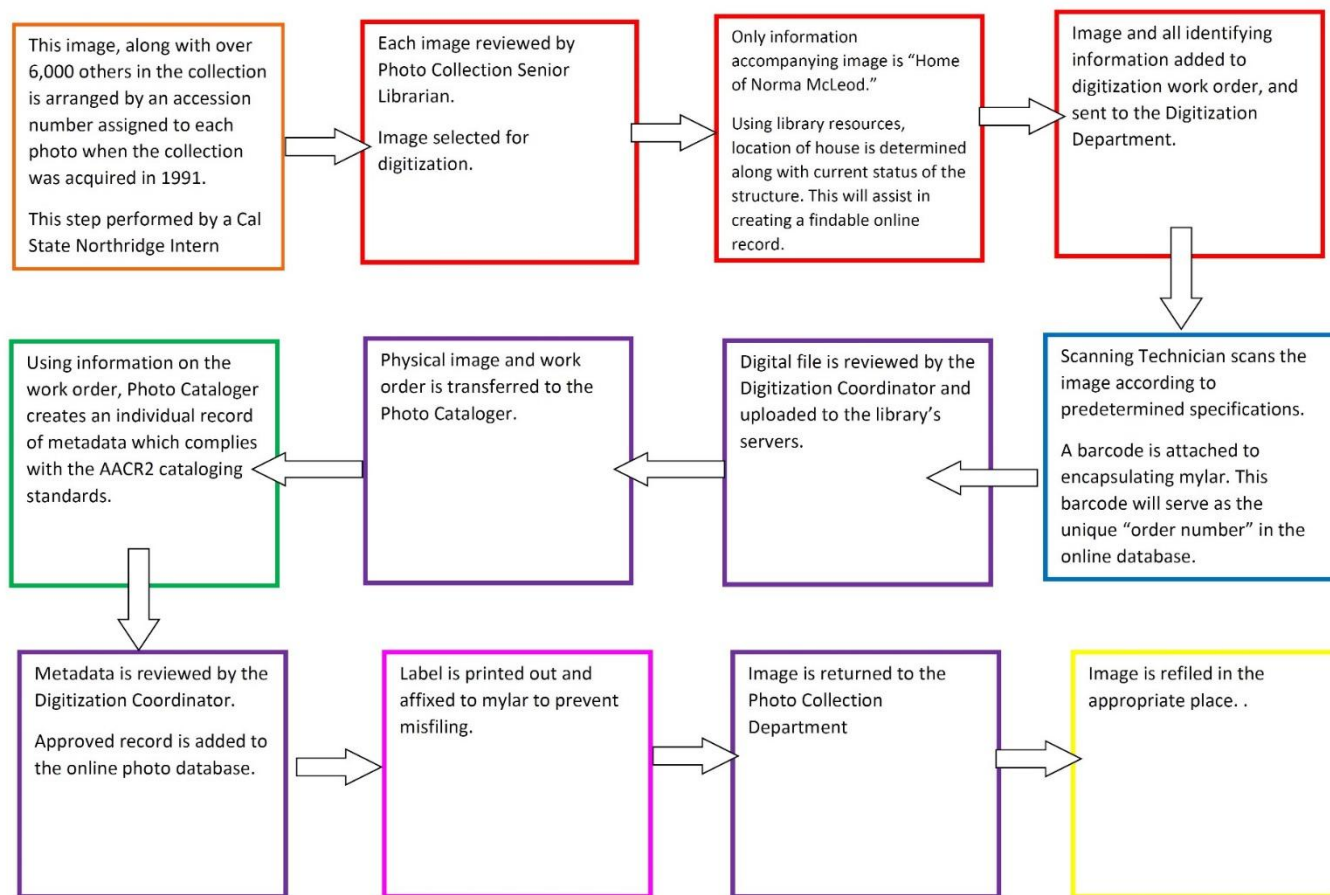 This image, along with over
6,000 others in the collection
is arranged by an accession
number assigned to each
photo when the collection
was acquired in 1991.
This step performed by a Cal
State Northridge Intern
Each image reviewed by
Photo Collection Senior
Librarian.
Image selected for
digitization.
Only information
accompanying image is “Home
of Norma McLeod.”
Using library resources,
location of house is determined
along with current status of the
structure. This will assist in
creating a findable online
record.
Image and all identifying
information added to
digitization work order, and
sent to the Digitization
Department.
Scanning Technician scans the
image according to
predetermined specifications.
A barcode is attached to
encapsulating mylar. This
barcode will serve as the
unique “order number” in the
online database.
Digital file is reviewed by the
Digitization Coordinator and
uploaded to the library’s
servers.
Physical image and work
order is transferred to the
Photo Cataloger.
Using information on the
work order, Photo Cataloger
creates an individual record
of metadata which complies
with the AACR2 cataloging
standards.
Metadata is reviewed by the
Digitization Coordinator.
Approved record is added to
the online photo database.
Label is printed out and
affixed to mylar to prevent
misfiling.
Image is returned to the
Photo Collection
Department
Image is refiled in the
appropriate place. .